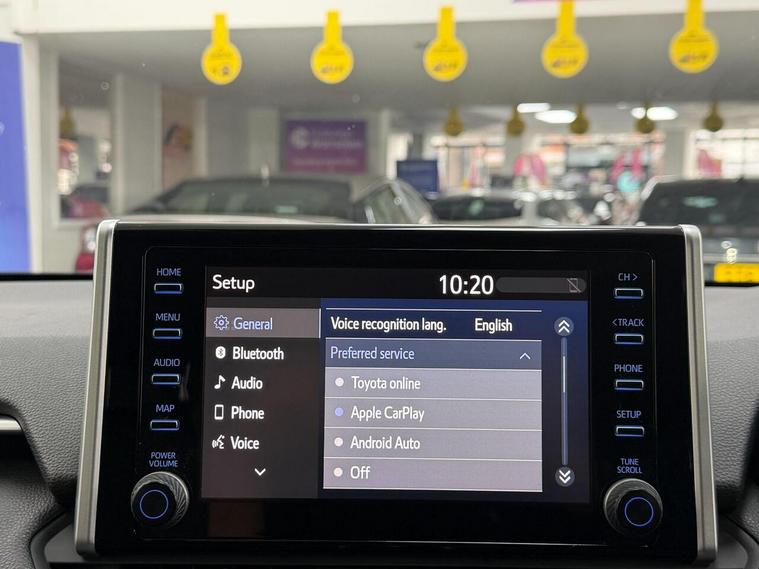 Setup
10:20
General
Bluetooth
Audio
Phone
Voice
Voice recognition lang. English
Preferred service
Toyota online
Apple CarPlay
Android Auto
Off
HOME
MENU
AUDIO
MAP
POWER
VOLUME
CH >
<TRACK
PHONE
SETUP
TUNE
SCROLL